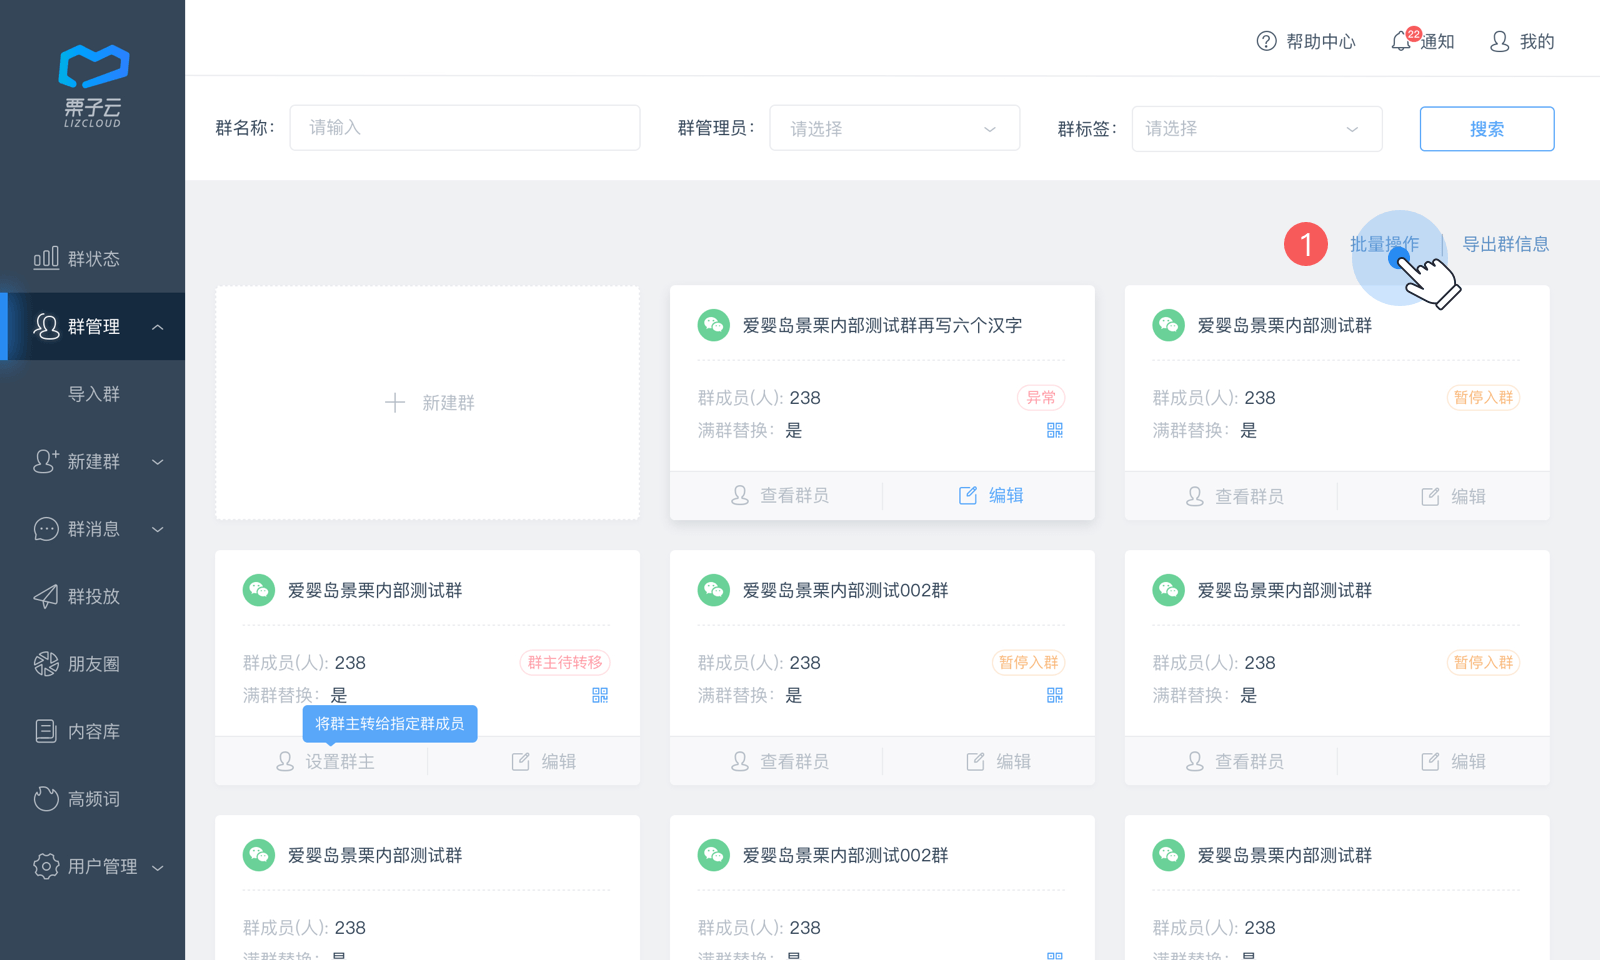 栗子云
LIZCLOUD
帮助中心
22
通知
我的
群名称：
请输入
群管理员：
请选择
群标签：
请选择
搜索
群状态
群管理
导入群
新建群
群消息
群投放
朋友圈
内容库
高频词
用户管理
1
批量操作
导出群信息
新建群
爱婴岛景栗内部测试群再写六个汉字
群成员(人): 238
异常
满群替换：是
查看群员
编辑
爱婴岛景栗内部测试群
群成员(人): 238
暂停入群
满群替换：是
查看群员
编辑
爱婴岛景栗内部测试群
群成员(人): 238
群主待转移
满群替换：是
将群主转给指定群成员
设置群主
编辑
爱婴岛景栗内部测试002群
群成员(人): 238
暂停入群
满群替换：是
查看群员
编辑
爱婴岛景栗内部测试群
群成员(人): 238
暂停入群
满群替换：是
查看群员
编辑
爱婴岛景栗内部测试群
群成员(人): 238
满群替换：是
爱婴岛景栗内部测试002群
群成员(人): 238
满群替换：是
爱婴岛景栗内部测试群
群成员(人): 238
满群替换：是